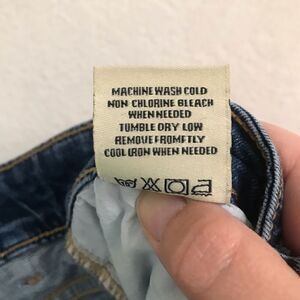 MACHINE WASH COLD
NON CHLORINE BLEACH
WHEN NEEDED
TUMBLE DRY LOW
REMOVE PROMPTLY
COOL IRON WHEN NEEDED